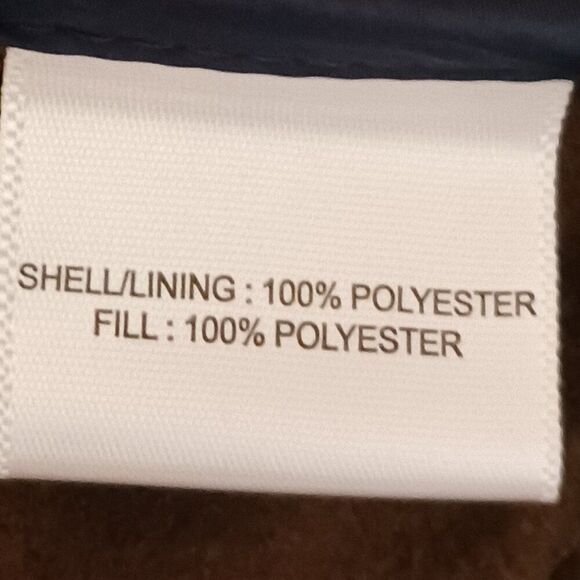 SHELL/LINING : 100% POLYESTER
FILL : 100% POLYESTER